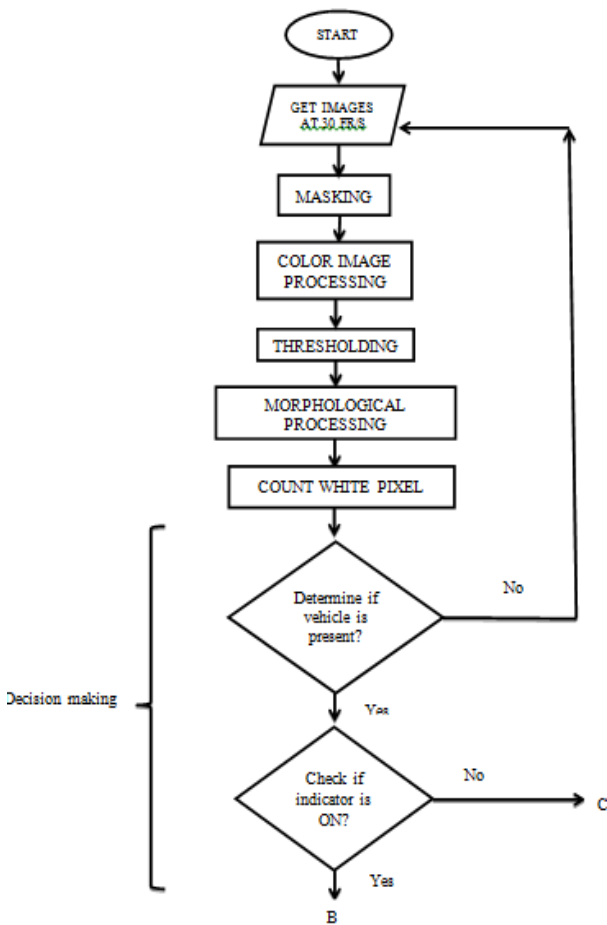 START
GET IMAGES
AT 30 FR/S
MASKING
COLOR IMAGE
PROCESSING
THRESHOLDING
MORPHOLOGICAL
PROCESSING
COUNT WHITE PIXEL
Determine if
vehicle is
present?
No
Decision making
Yes
Check if
indicator is
ON?
No
C
Yes
B